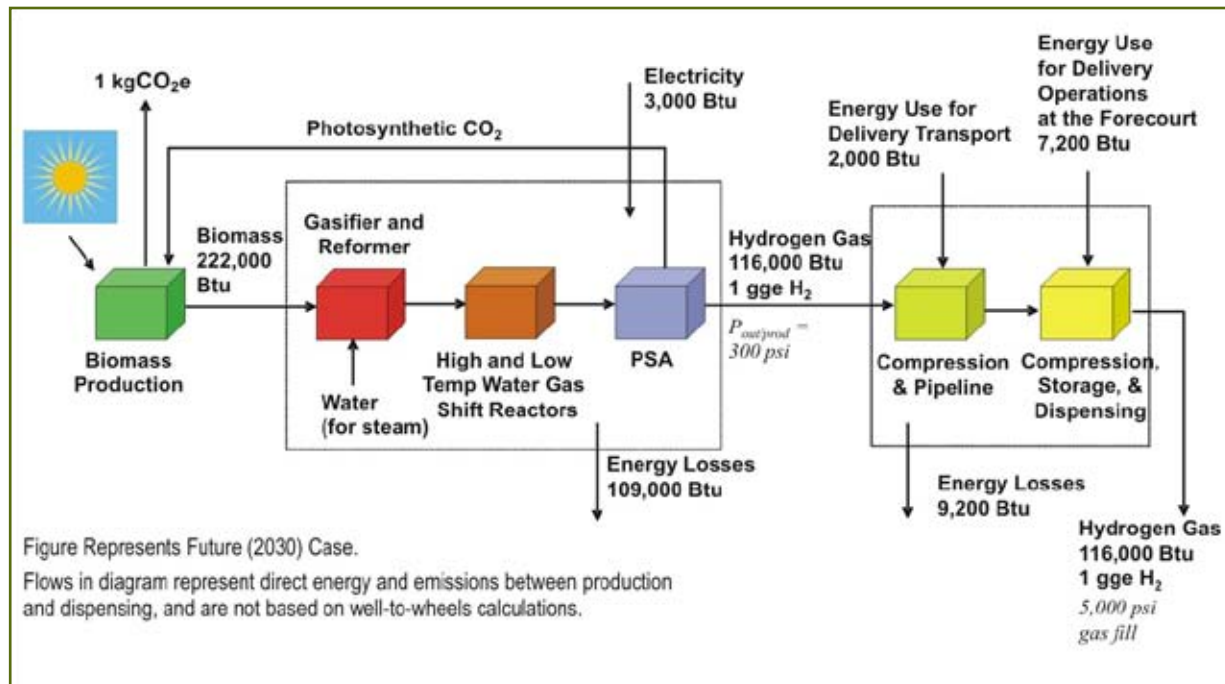 1 kgCO₂e
Photosynthetic CO₂
Electricity
3,000 Btu
Energy Use for
Delivery Transport
2,000 Btu
Energy Use
for Delivery
Operations
at the Forecourt
7,200 Btu
Biomass
222,000
Btu
Gasifier and
Reformer
Hydrogen Gas
116,000 Btu
1 gge H₂
P out/prod =
300 psi
Biomass
Production
Water
(for steam)
High and Low
Temp Water Gas
Shift Reactors
PSA
Compression
& Pipeline
Compression,
Storage, &
Dispensing
Energy Losses
109,000 Btu
Energy Losses
9,200 Btu
Hydrogen Gas
116,000 Btu
1 gge H₂
5,000 psi
gas fill
Figure Represents Future (2030) Case.
Flows in diagram represent direct energy and emissions between production
and dispensing, and are not based on well-to-wheels calculations.